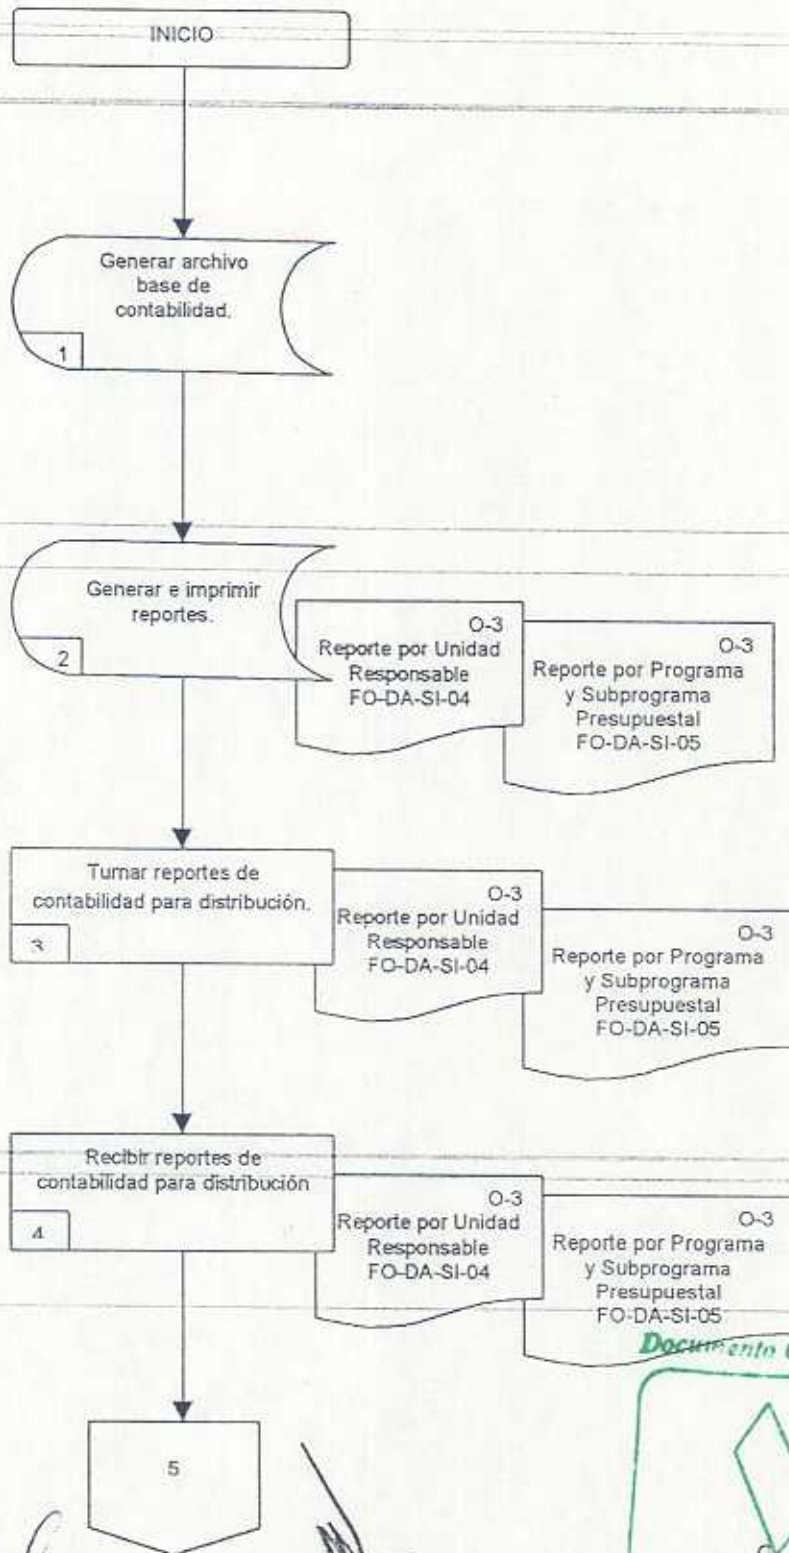 INICIO
Generar archivo
base de
contabilidad.
1
Generar e imprimir
reportes.
2
O-3
Reporte por Unidad
Responsable
FO-DA-SI-04
O-3
Reporte por Programa
y Subprograma
Presupuestal
FO-DA-SI-05
Turnar reportes de
contabilidad para distribución.
3
O-3
Reporte por Unidad
Responsable
FO-DA-SI-04
O-3
Reporte por Programa
y Subprograma
Presupuestal
FO-DA-SI-05
Recibir reportes de
contabilidad para distribución
4
O-3
Reporte por Unidad
Responsable
FO-DA-SI-04
O-3
Reporte por Programa
y Subprograma
Presupuestal
FO-DA-SI-05
Documento
5